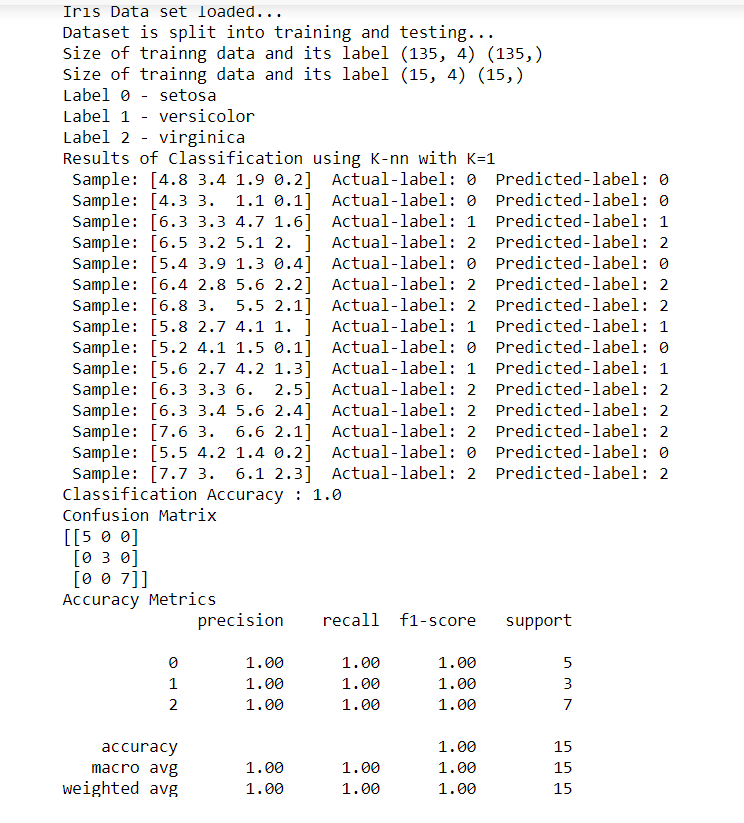 Iris Data set loaded...
Dataset is split into training and testing...
Size of trainng data and its label (135, 4) (135,)
Size of trainng data and its label (15, 4) (15,)
Label 0 - setosa
Label 1 - versicolor
Label 2 - virginica
Results of Classification using K-nn with K=1
 Sample: [4.8 3.4 1.9 0.2]  Actual-label: 0  Predicted-label: 0
 Sample: [4.3 3.  1.1 0.1]  Actual-label: 0  Predicted-label: 0
 Sample: [6.3 3.3 4.7 1.6]  Actual-label: 1  Predicted-label: 1
 Sample: [6.5 3.2 5.1 2. ]  Actual-label: 2  Predicted-label: 2
 Sample: [5.4 3.9 1.3 0.4]  Actual-label: 0  Predicted-label: 0
 Sample: [6.4 2.8 5.6 2.2]  Actual-label: 2  Predicted-label: 2
 Sample: [6.8 3.  5.5 2.1]  Actual-label: 2  Predicted-label: 2
 Sample: [5.8 2.7 4.1 1. ]  Actual-label: 1  Predicted-label: 1
 Sample: [5.2 4.1 1.5 0.1]  Actual-label: 0  Predicted-label: 0
 Sample: [5.6 2.7 4.2 1.3]  Actual-label: 1  Predicted-label: 1
 Sample: [6.3 3.3 6.  2.5]  Actual-label: 2  Predicted-label: 2
 Sample: [6.3 3.4 5.6 2.4]  Actual-label: 2  Predicted-label: 2
 Sample: [7.6 3.  6.6 2.1]  Actual-label: 2  Predicted-label: 2
 Sample: [5.5 4.2 1.4 0.2]  Actual-label: 0  Predicted-label: 0
 Sample: [7.7 3.  6.1 2.3]  Actual-label: 2  Predicted-label: 2
Classification Accuracy : 1.0
Confusion Matrix
[[5 0 0]
 [0 3 0]
 [0 0 7]]
Accuracy Metrics
              precision    recall  f1-score   support
           0       1.00      1.00      1.00         5
           1       1.00      1.00      1.00         3
           2       1.00      1.00      1.00         7
    accuracy                           1.00        15
   macro avg       1.00      1.00      1.00        15
weighted avg       1.00      1.00      1.00        15